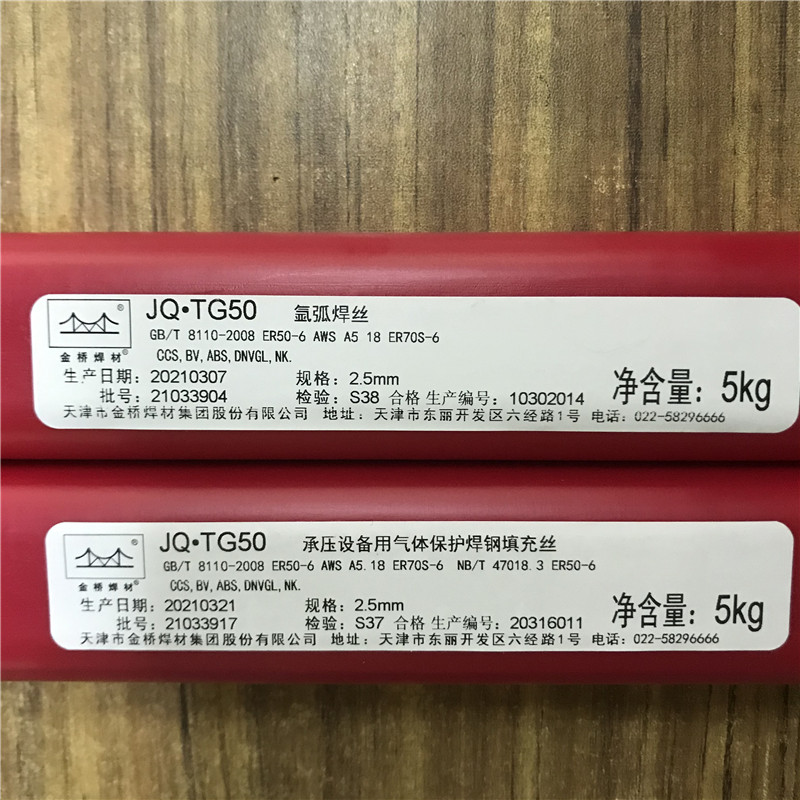 JQ•TG50 氩弧焊丝
GB/T 8110-2008 ER50-6 AWS A5 18 ER70S-6
金桥焊材® CCS, BV, ABS, DNVGL, NK.
生产日期: 20210307 规格: 2.5mm
批号: 21033904 检验: S38 合格 生产编号: 10302014 净含量: 5kg
天津市金桥焊材集团股份有限公司 地址: 天津市东丽开发区六经路1号 电话: 022-58296666
JQ•TG50 承压设备用气体保护焊钢填充丝
GB/T 8110-2008 ER50-6 AWS A5.18 ER70S-6 NB/T 47018.3 ER50-6
金桥焊材® CCS, BV, ABS, DNVGL, NK.
生产日期: 20210321 规格: 2.5mm
批号: 21033917 检验: S37 合格 生产编号: 20316011 净含量: 5kg
天津市金桥焊材集团股份有限公司 地址: 天津市东丽开发区六经路1号 电话: 022-58296666